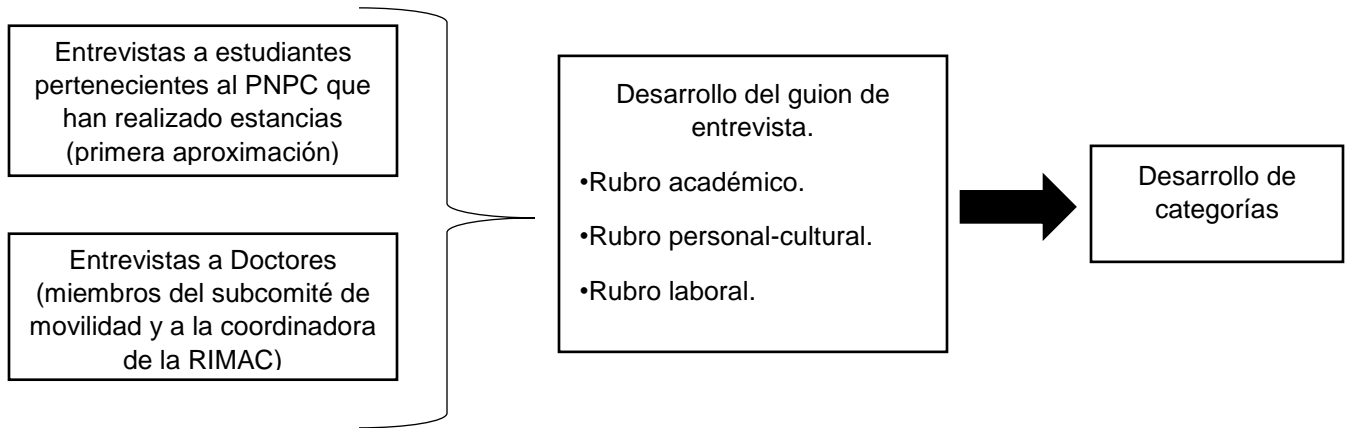 Entrevistas a estudiantes
pertenecientes al PNPC que
han realizado estancias
(primera aproximación)
Entrevistas a Doctores
(miembros del subcomité de
movilidad y a la coordinadora
de la RIMAC)
Desarrollo del guion de
entrevista.
•Rubro académico.
•Rubro personal-cultural.
•Rubro laboral.
Desarrollo de
categorías